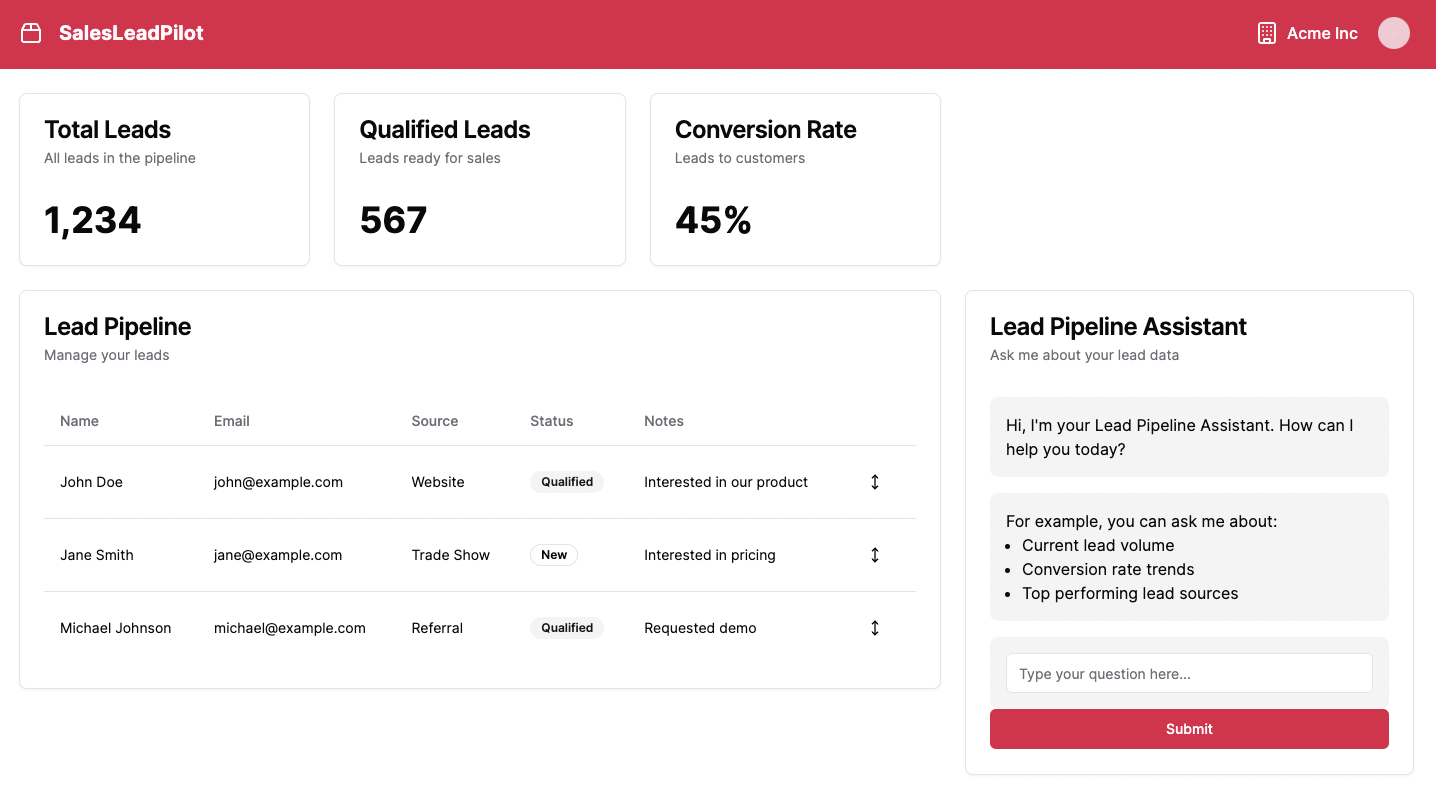 SalesLeadPilot
Acme Inc
Total Leads
All leads in the pipeline
1,234
Qualified Leads
Leads ready for sales
567
Conversion Rate
Leads to customers
45%
Lead Pipeline
Manage your leads
Name Email Source Status Notes
John Doe john@example.com Website Qualified Interested in our product
Jane Smith jane@example.com Trade Show New Interested in pricing
Michael Johnson michael@example.com Referral Qualified Requested demo
Lead Pipeline Assistant
Ask me about your lead data
Hi, I'm your Lead Pipeline Assistant. How can I
help you today?
For example, you can ask me about:
• Current lead volume
• Conversion rate trends
• Top performing lead sources
Type your question here...
Submit